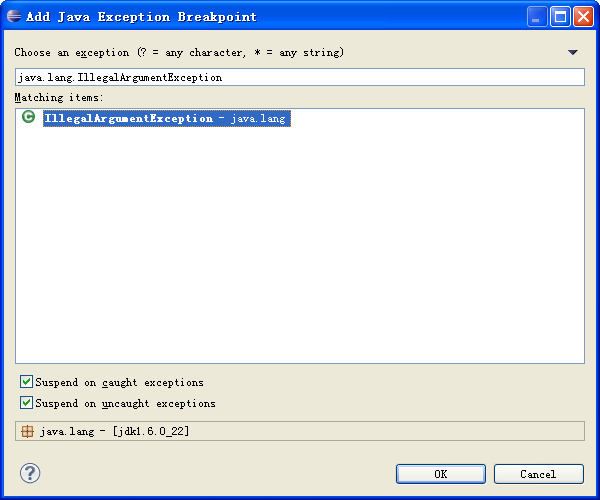 Add Java Exception Breakpoint
Choose an exception (? = any character, * = any string)
java.lang.IllegalArgumentException
Matching items:
IllegalArgumentException - java.lang
Suspend on caught exceptions
Suspend on uncaught exceptions
java.lang - [jdk1.6.0_22]
OK
Cancel